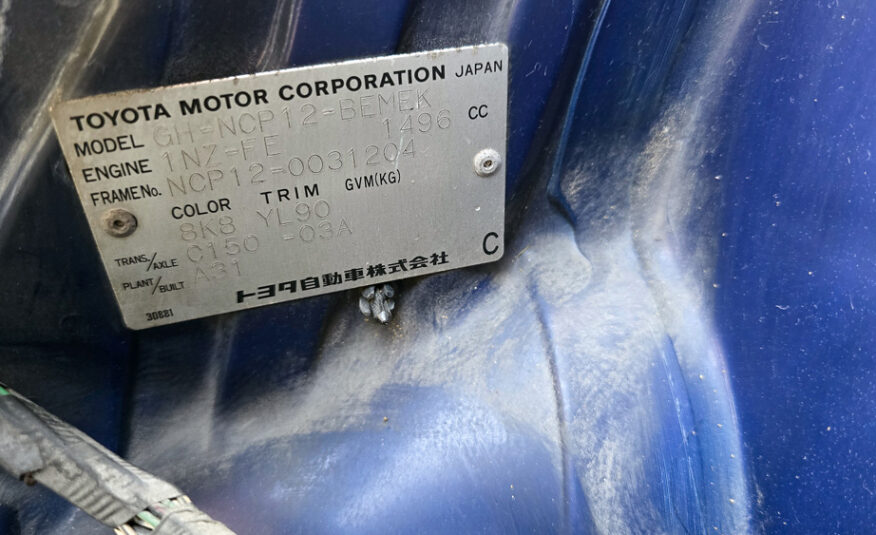 TOYOTA MOTOR CORPORATION JAPAN
MODEL GH-NCP12-BEMEK
ENGINE 1NZ-FE 1496 CC
FRAME No. NCP12-0031204
COLOR TRIM GVM(KG)
8K8 YL90
TRANS./AXLE C150 -03A
PLANT/BUILT A31
C
トヨタ自動車株式会社
30881